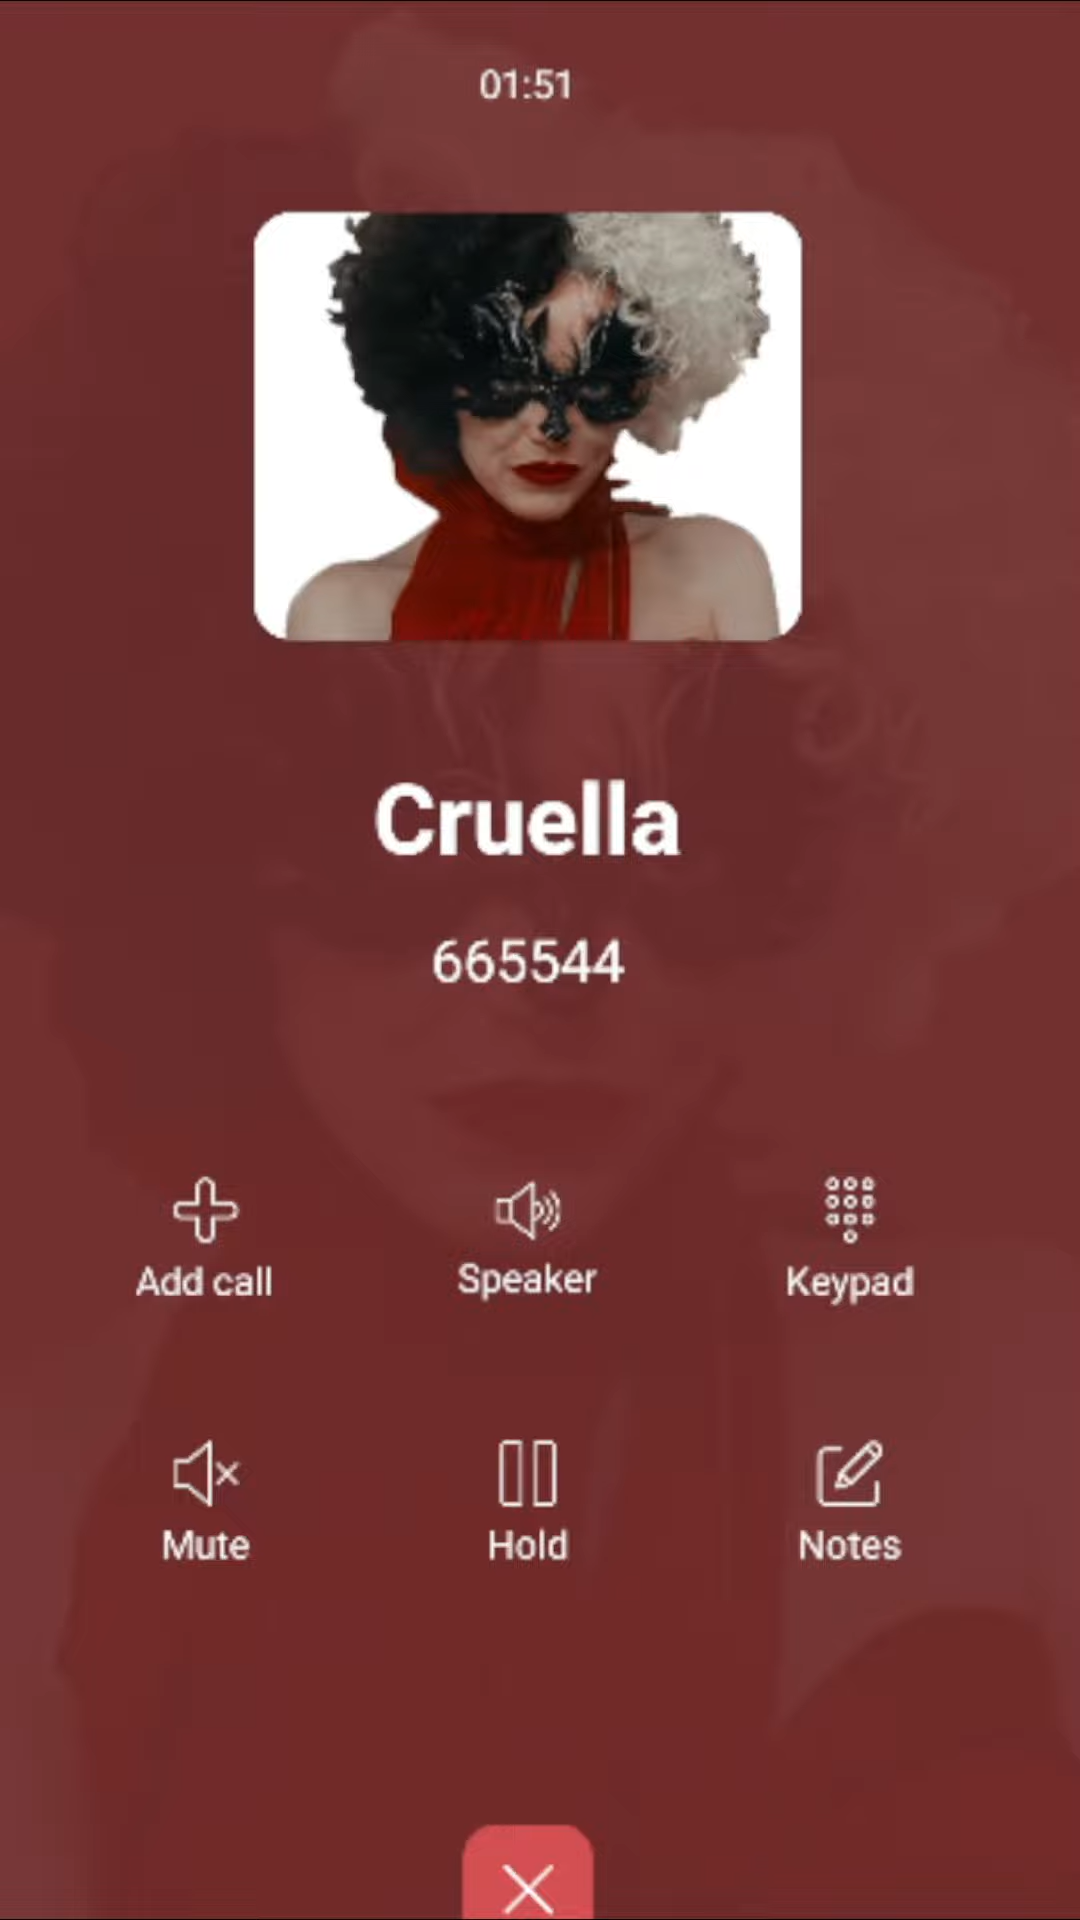 01:51
Cruella
665544
Add call
Speaker
Keypad
Mute
Hold
Notes